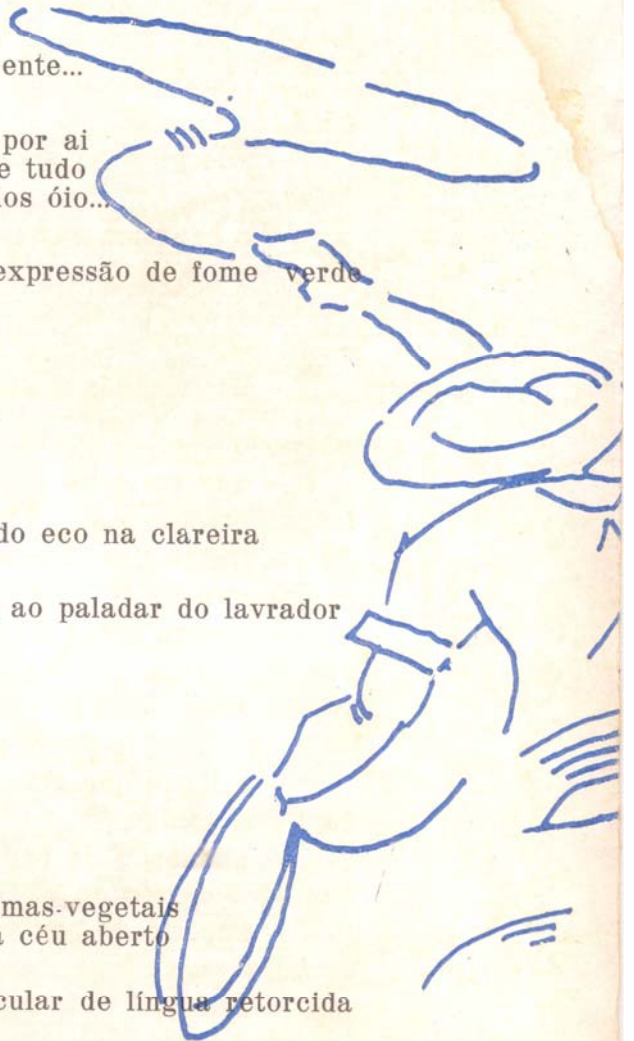 ente...
por ai
e tudo
os óio...
expressão de fome verde
do eco na clareira
ao paladar do lavrador
mas-vegetais
céu aberto
cular de língua retorcida